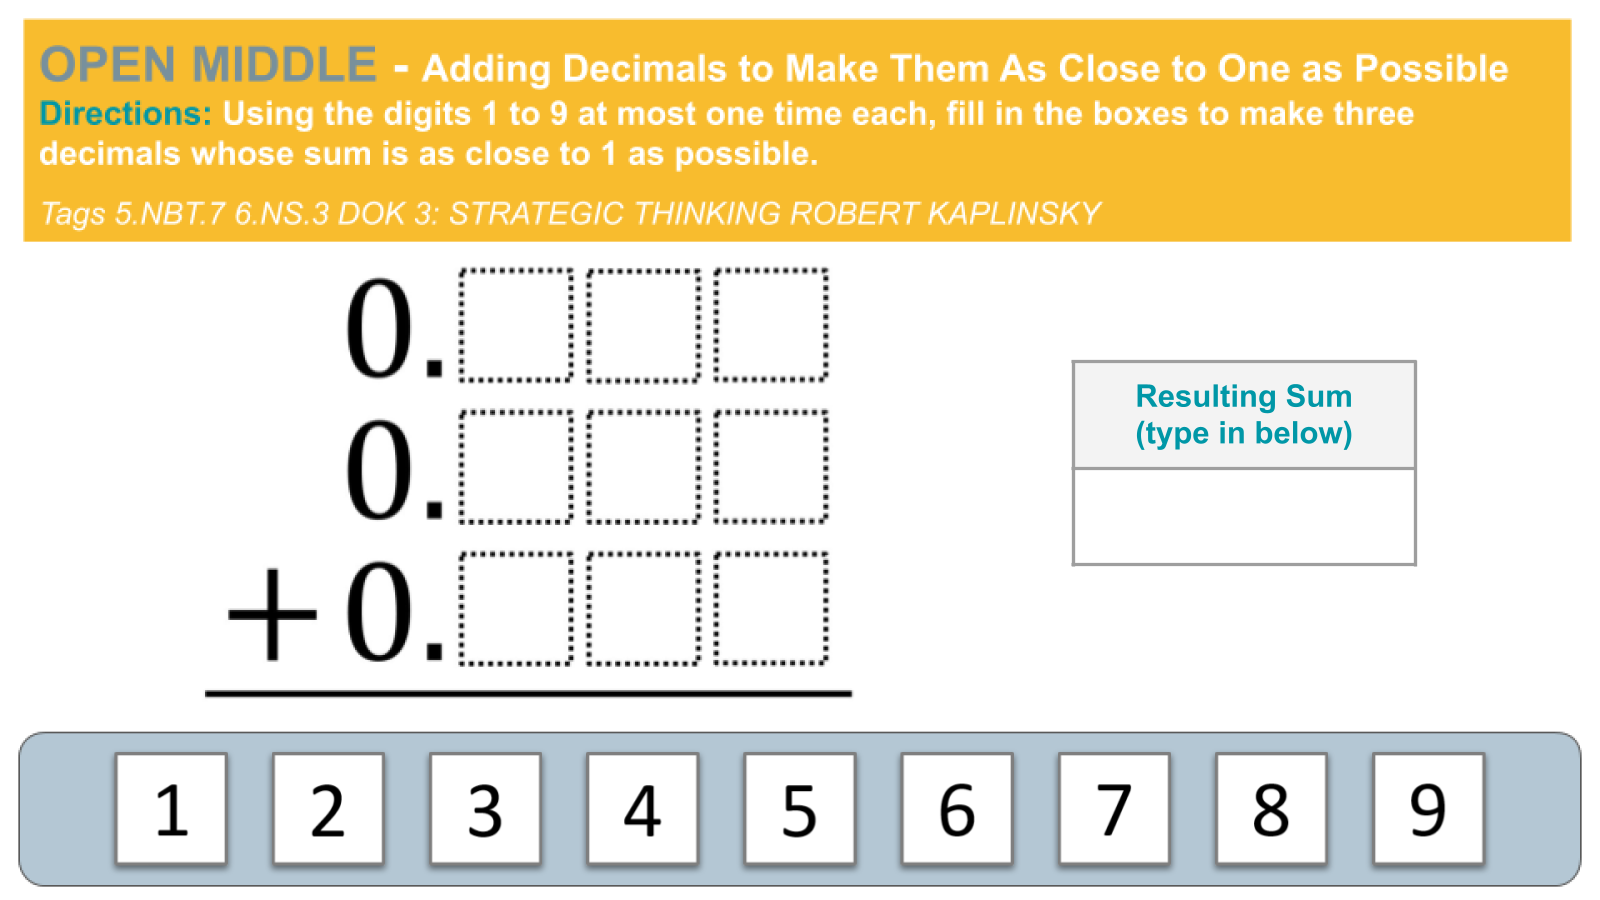 OPEN MIDDLE - Adding Decimals to Make Them As Close to One as Possible
Directions: Using the digits 1 to 9 at most one time each, fill in the boxes to make three
decimals whose sum is as close to 1 as possible.
Tags 5.NBT.7 6.NS.3 DOK 3: STRATEGIC THINKING ROBERT KAPLINSKY
0.
0.
+0.
Resulting Sum
(type in below)
1 2 3 4 5 6 7 8 9